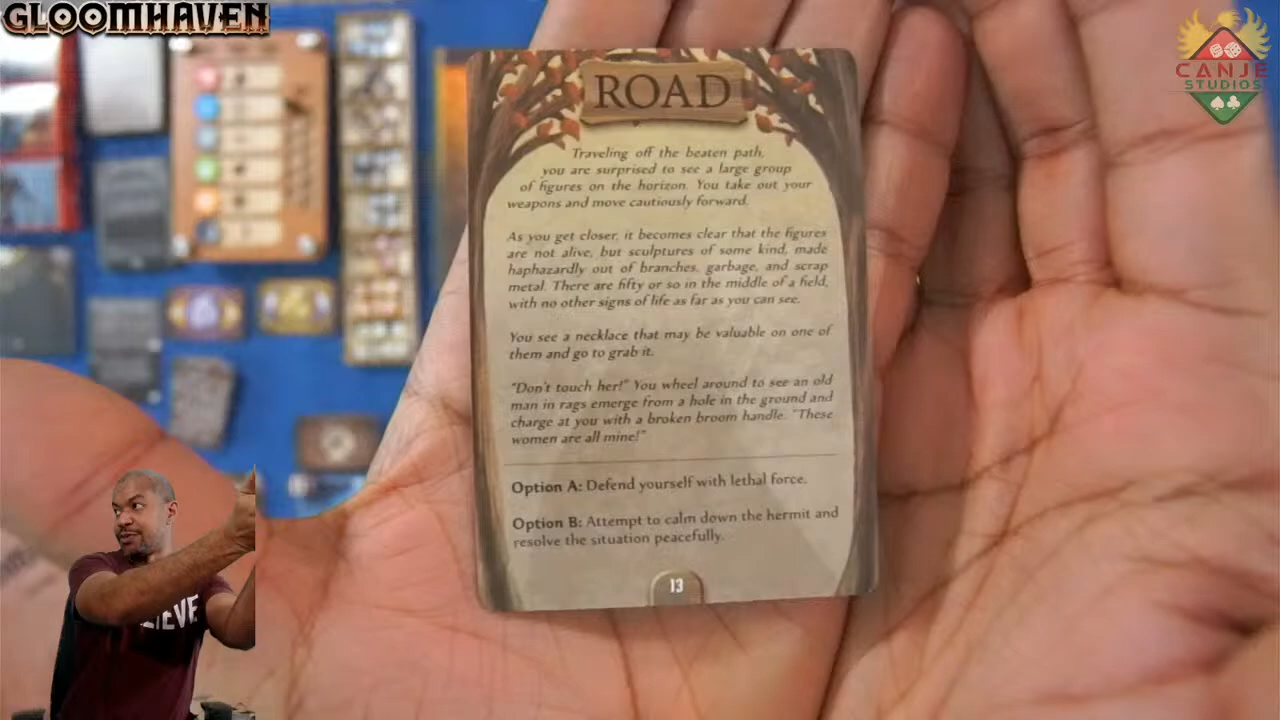 GLOOMHAVEN
CANJE
STUDIOS
ROAD
Traveling off the beaten path,
you are surprised to see a large group
of figures on the horizon. You take out your
weapons and move cautiously forward.
As you get closer, it becomes clear that the figures
are not alive, but sculptures of some kind, made
haphazardly out of branches, garbage, and scrap
metal. There are fifty or so in the middle of a field,
with no other signs of life as far as you can see.
You see a necklace that may be valuable on one of
them and go to grab it.
"Don't touch her!" You wheel around to see an old
man in rags emerge from a hole in the ground and
charge at you with a broken broom handle. "These
women are all mine!"
Option A: Defend yourself with lethal force.
Option B: Attempt to calm down the hermit and
resolve the situation peacefully.
13
IEVE